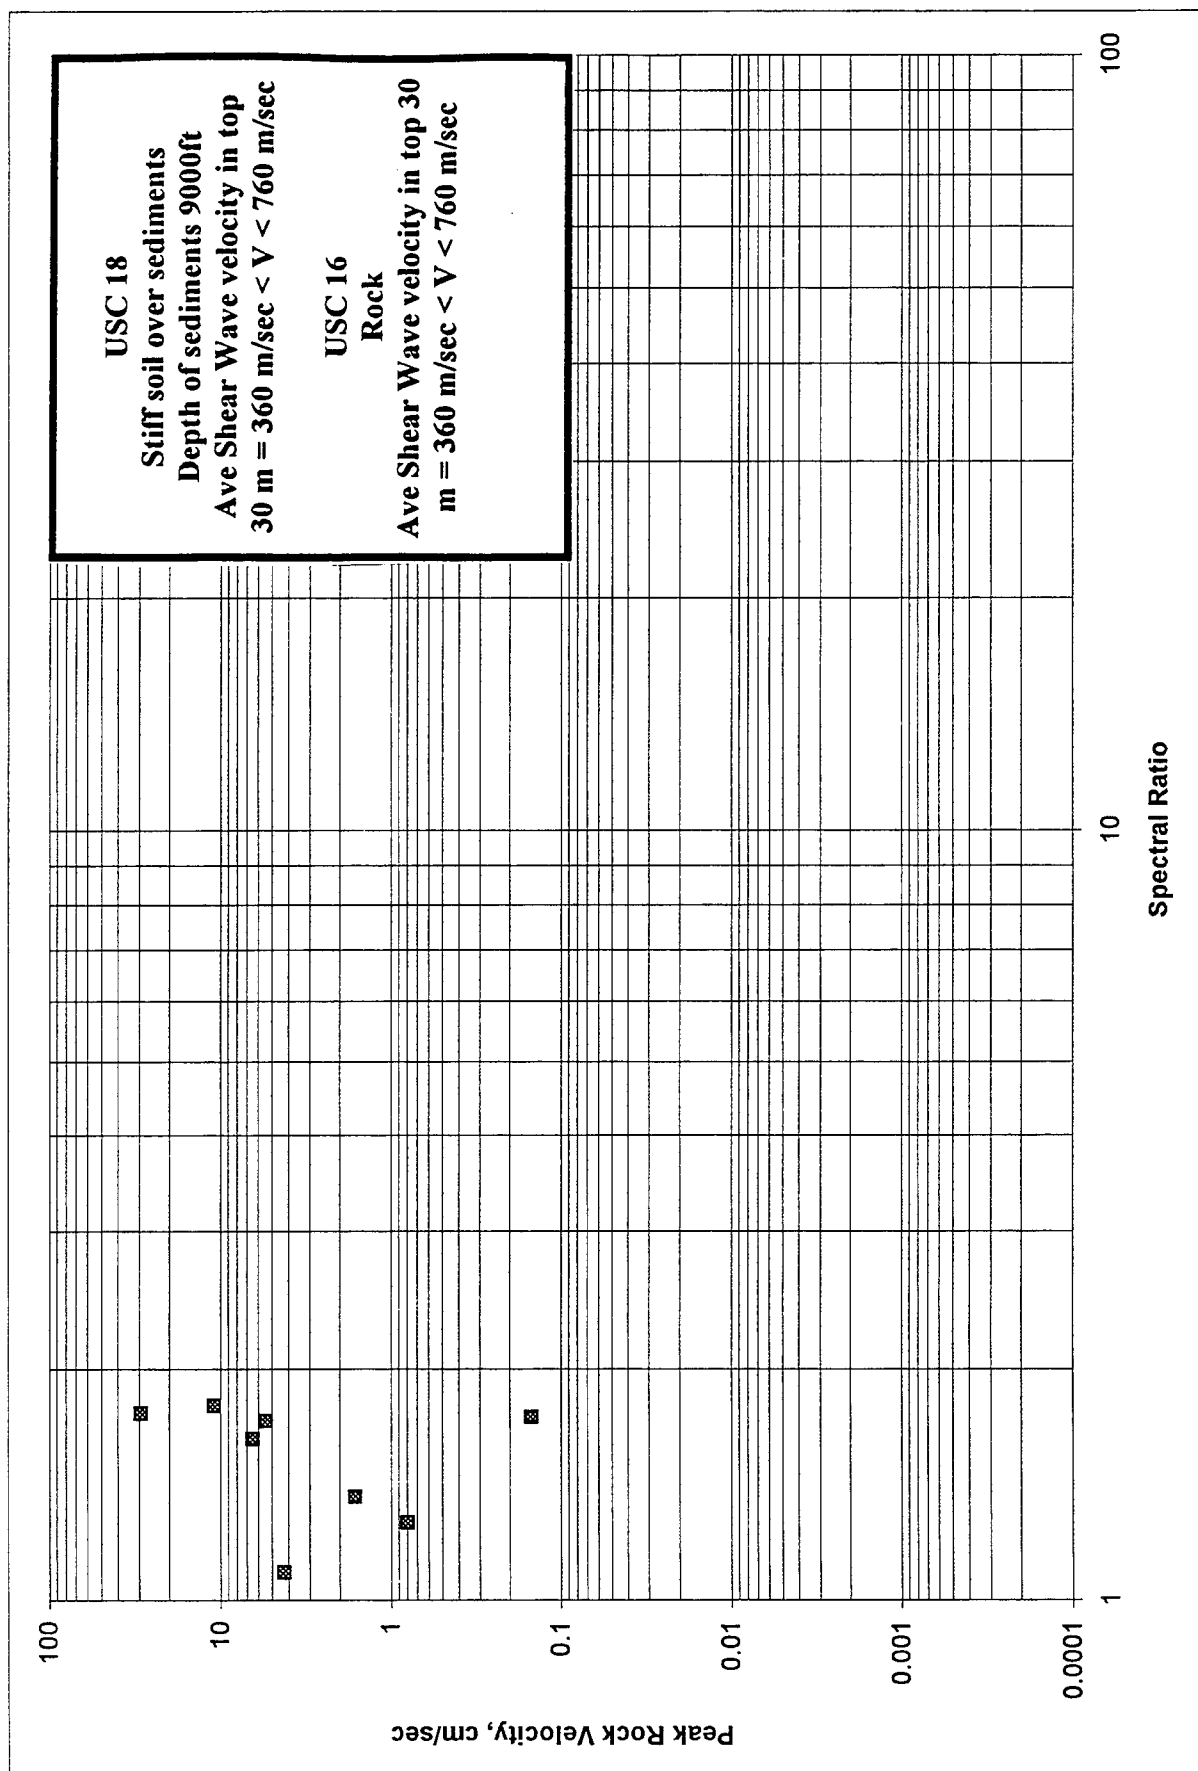 USC 18
Stiff soil over sediments
Depth of sediments 9000ft
Ave Shear Wave velocity in top
30 m = 360 m/sec < V < 760 m/sec
USC 16
Rock
Ave Shear Wave velocity in top 30
m = 360 m/sec < V < 760 m/sec
Peak Rock Velocity, cm/sec
100
10
1
0.1
0.01
0.001
0.0001
1
10
100
Spectral Ratio